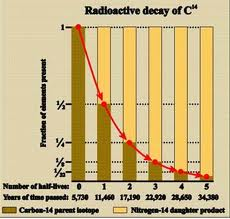 Radioactive decay of C¹⁴
Fraction of elements present
1
½
¼
⅛
Number of half-lives: 0 1 2 3 4 5
Years of time passed: 5,730 11,460 17,190 22,920 28,650 34,380
Carbon-14 parent isotope Nitrogen-14 daughter product